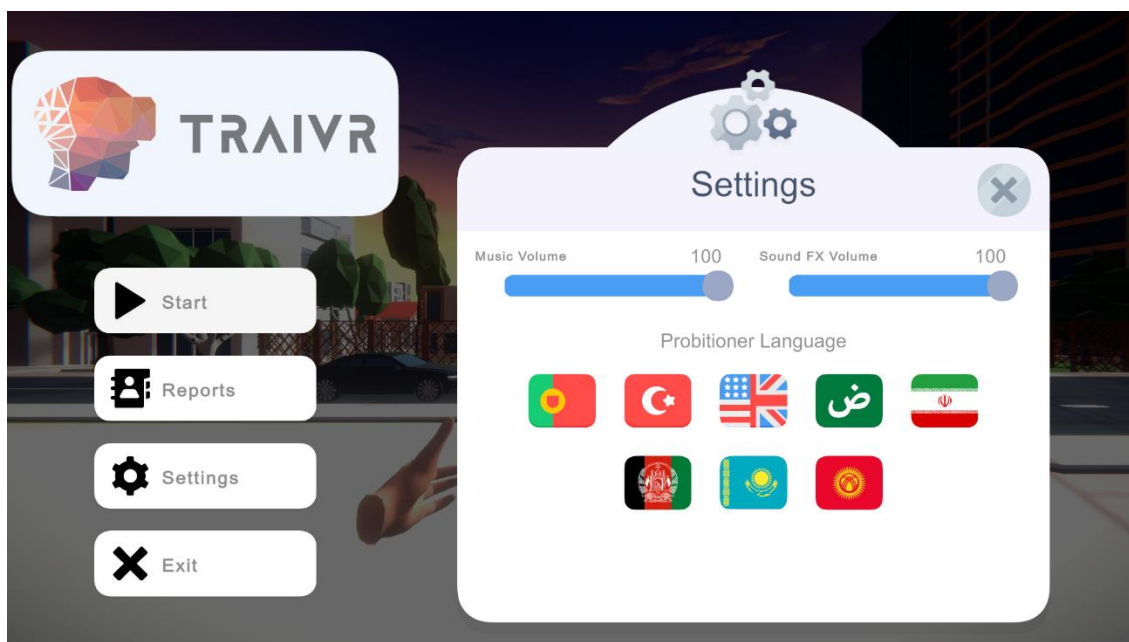 TRAIVR
Start
Reports
Settings
Exit
Settings
Music Volume 100 Sound FX Volume 100
Probitioner Language
ض